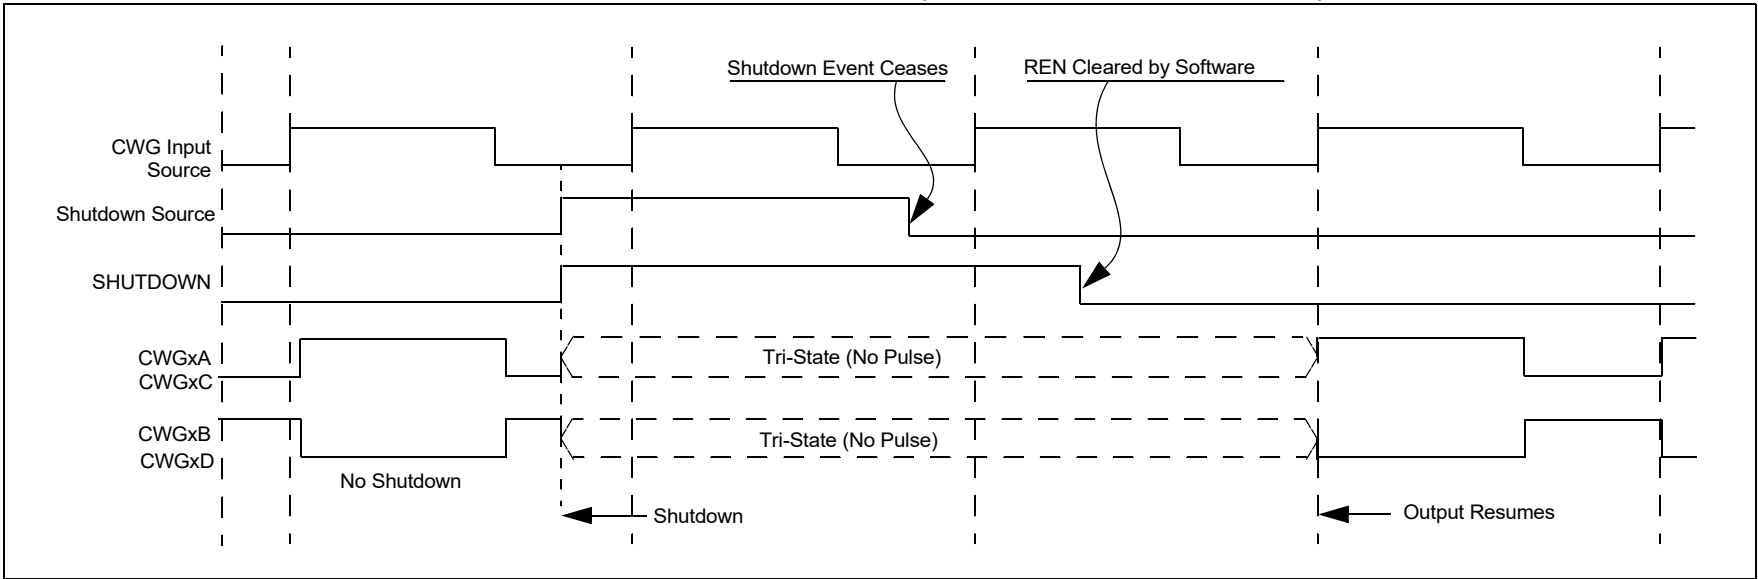 Shutdown Event Ceases
REN Cleared by Software
CWG Input
Source
Shutdown Source
SHUTDOWN
CWGxA
CWGxC
Tri-State (No Pulse)
CWGxB
CWGxD
Tri-State (No Pulse)
No Shutdown
Shutdown
Output Resumes